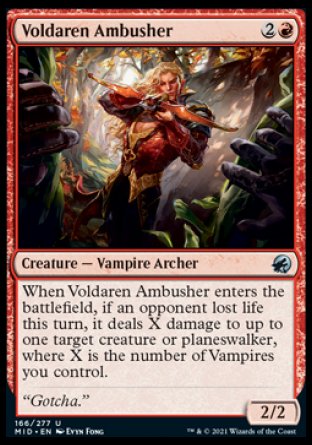 Voldaren Ambusher 2
Creature — Vampire Archer
When Voldaren Ambusher enters the
battlefield, if an opponent lost life
this turn, it deals X damage to up to
one target creature or planeswalker,
where X is the number of Vampires
you control.
“Gotcha.”
2/2
166/277 U
MID • EN Evyn Fong
™ & © 2021 Wizards of the Coast